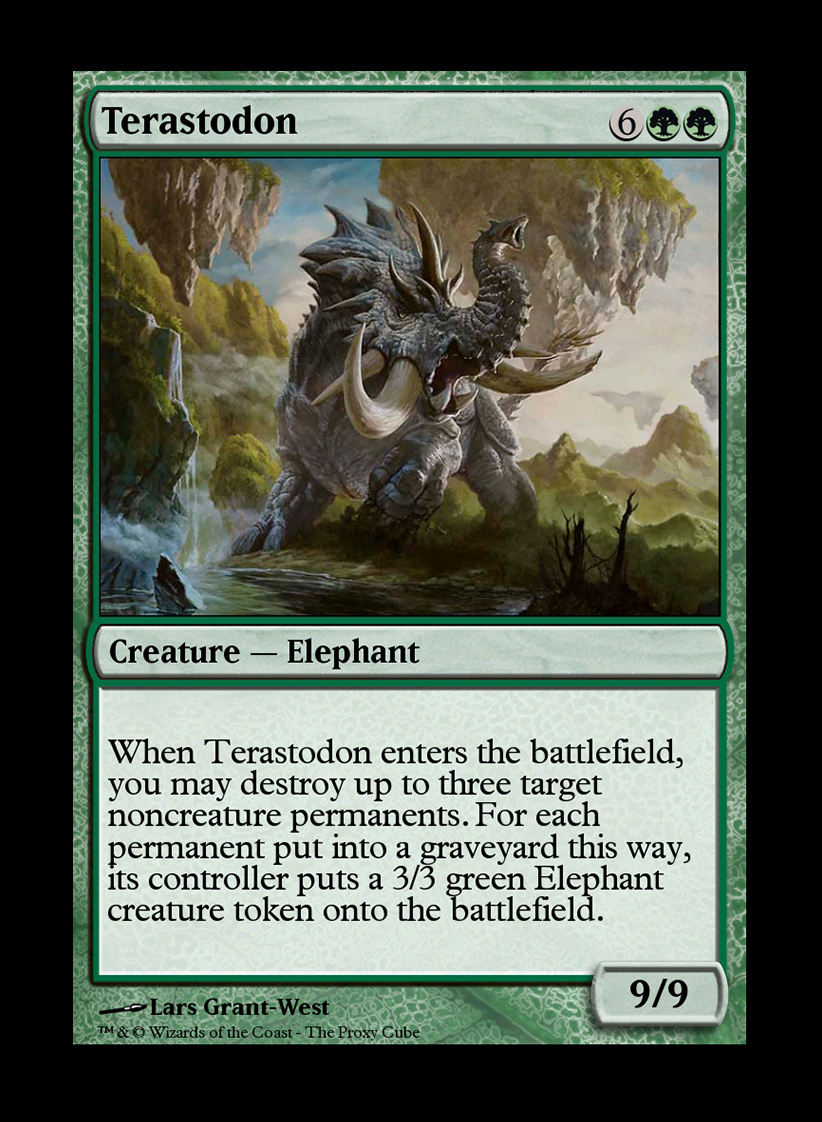 Terastodon 6
Creature — Elephant
When Terastodon enters the battlefield,
you may destroy up to three target
noncreature permanents. For each
permanent put into a graveyard this way,
its controller puts a 3/3 green Elephant
creature token onto the battlefield.
9/9
Lars Grant-West
™ & © Wizards of the Coast - The Proxy Cube